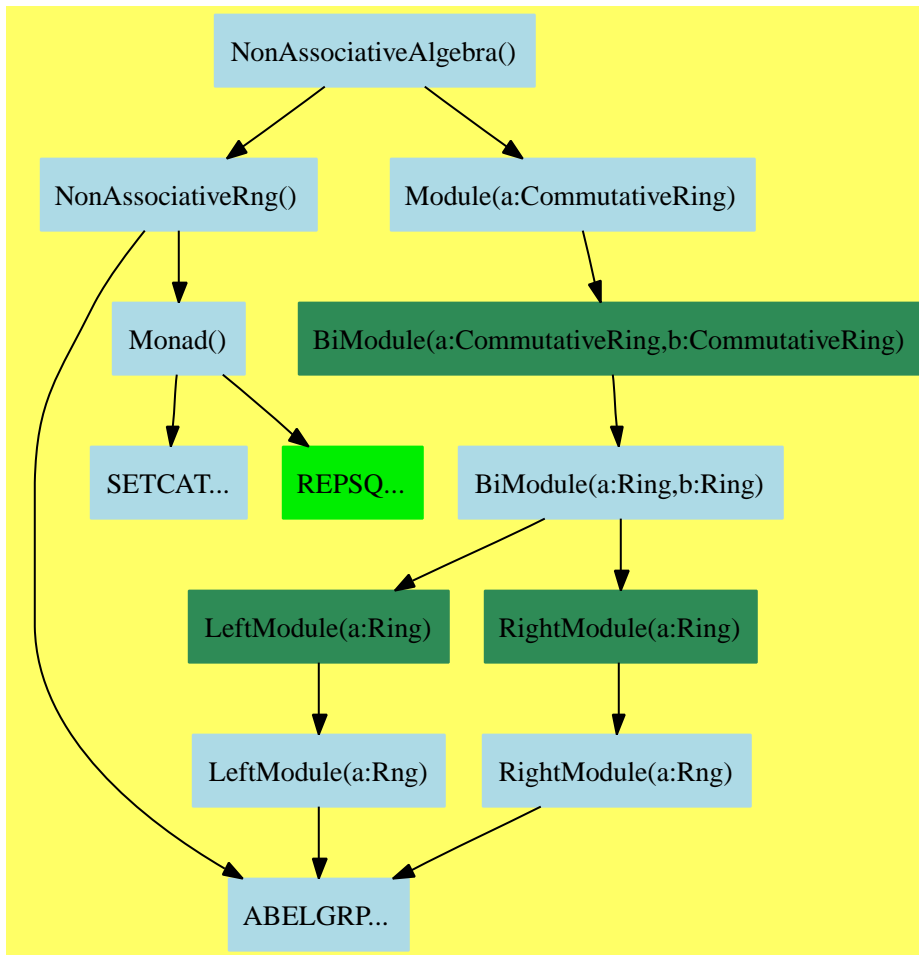 NonAssociativeAlgebra()
NonAssociativeRng()
Module(a:CommutativeRing)
Monad()
BiModule(a:CommutativeRing,b:CommutativeRing)
SETCAT...
REPSQ...
BiModule(a:Ring,b:Ring)
LeftModule(a:Ring)
RightModule(a:Ring)
LeftModule(a:Rng)
RightModule(a:Rng)
ABELGRP...